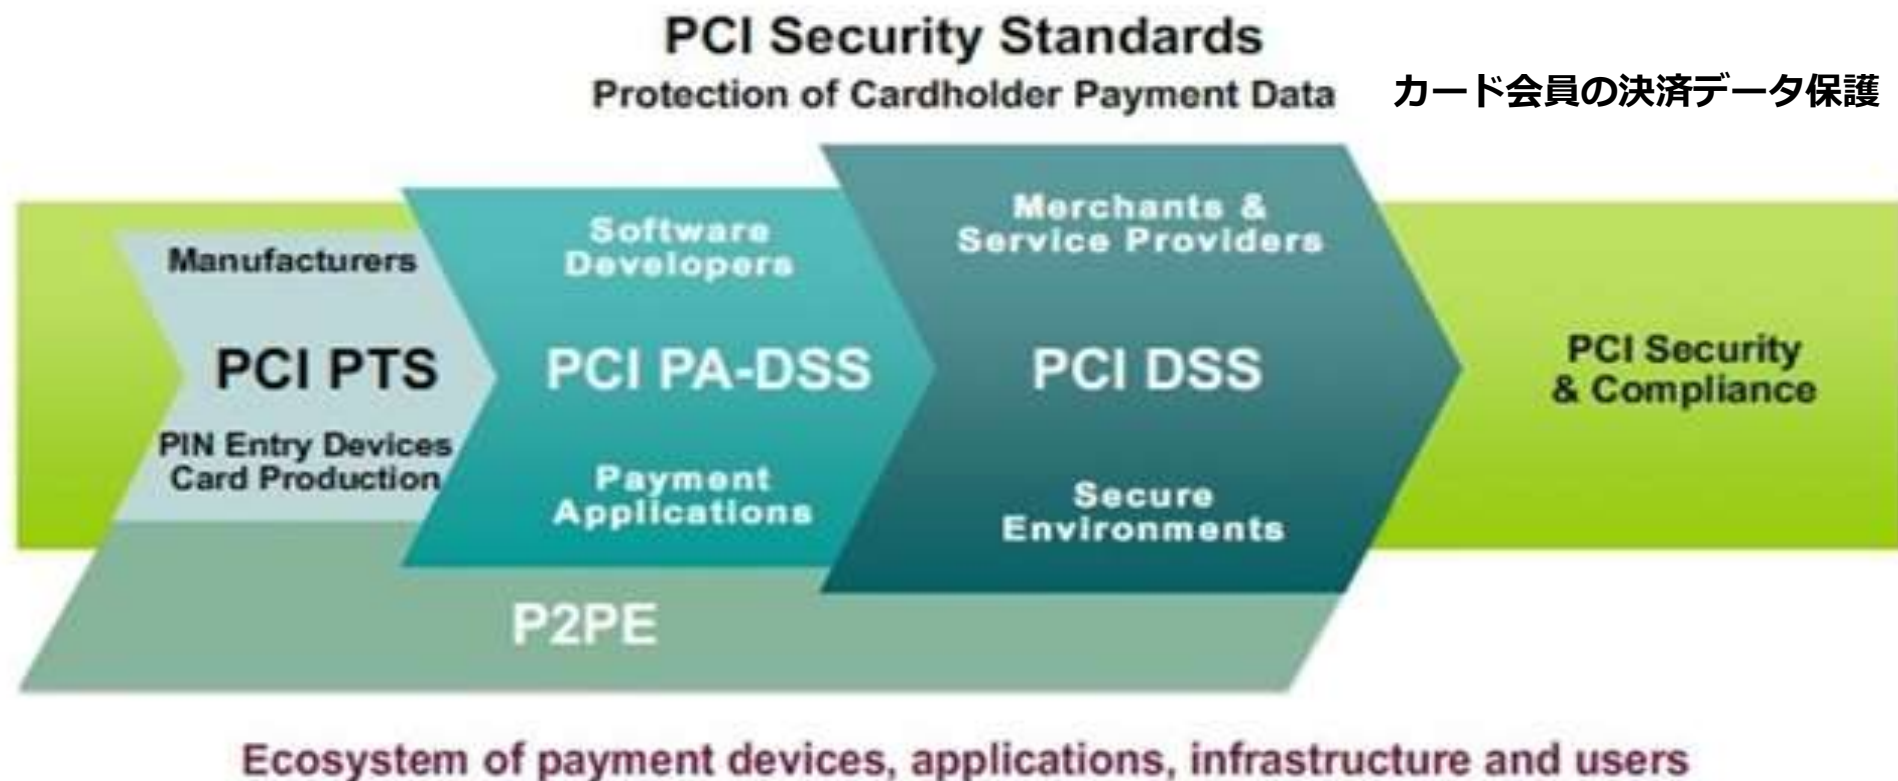 PCI Security Standards
Protection of Cardholder Payment Data
カード会員の決済データ保護
Manufacturers
PCI PTS
PIN Entry Devices
Card Production
Software
Developers
PCI PA-DSS
Payment
Applications
Merchants &
Service Providers
PCI DSS
Secure
Environments
PCI Security
& Compliance
P2PE
Ecosystem of payment devices, applications, infrastructure and users